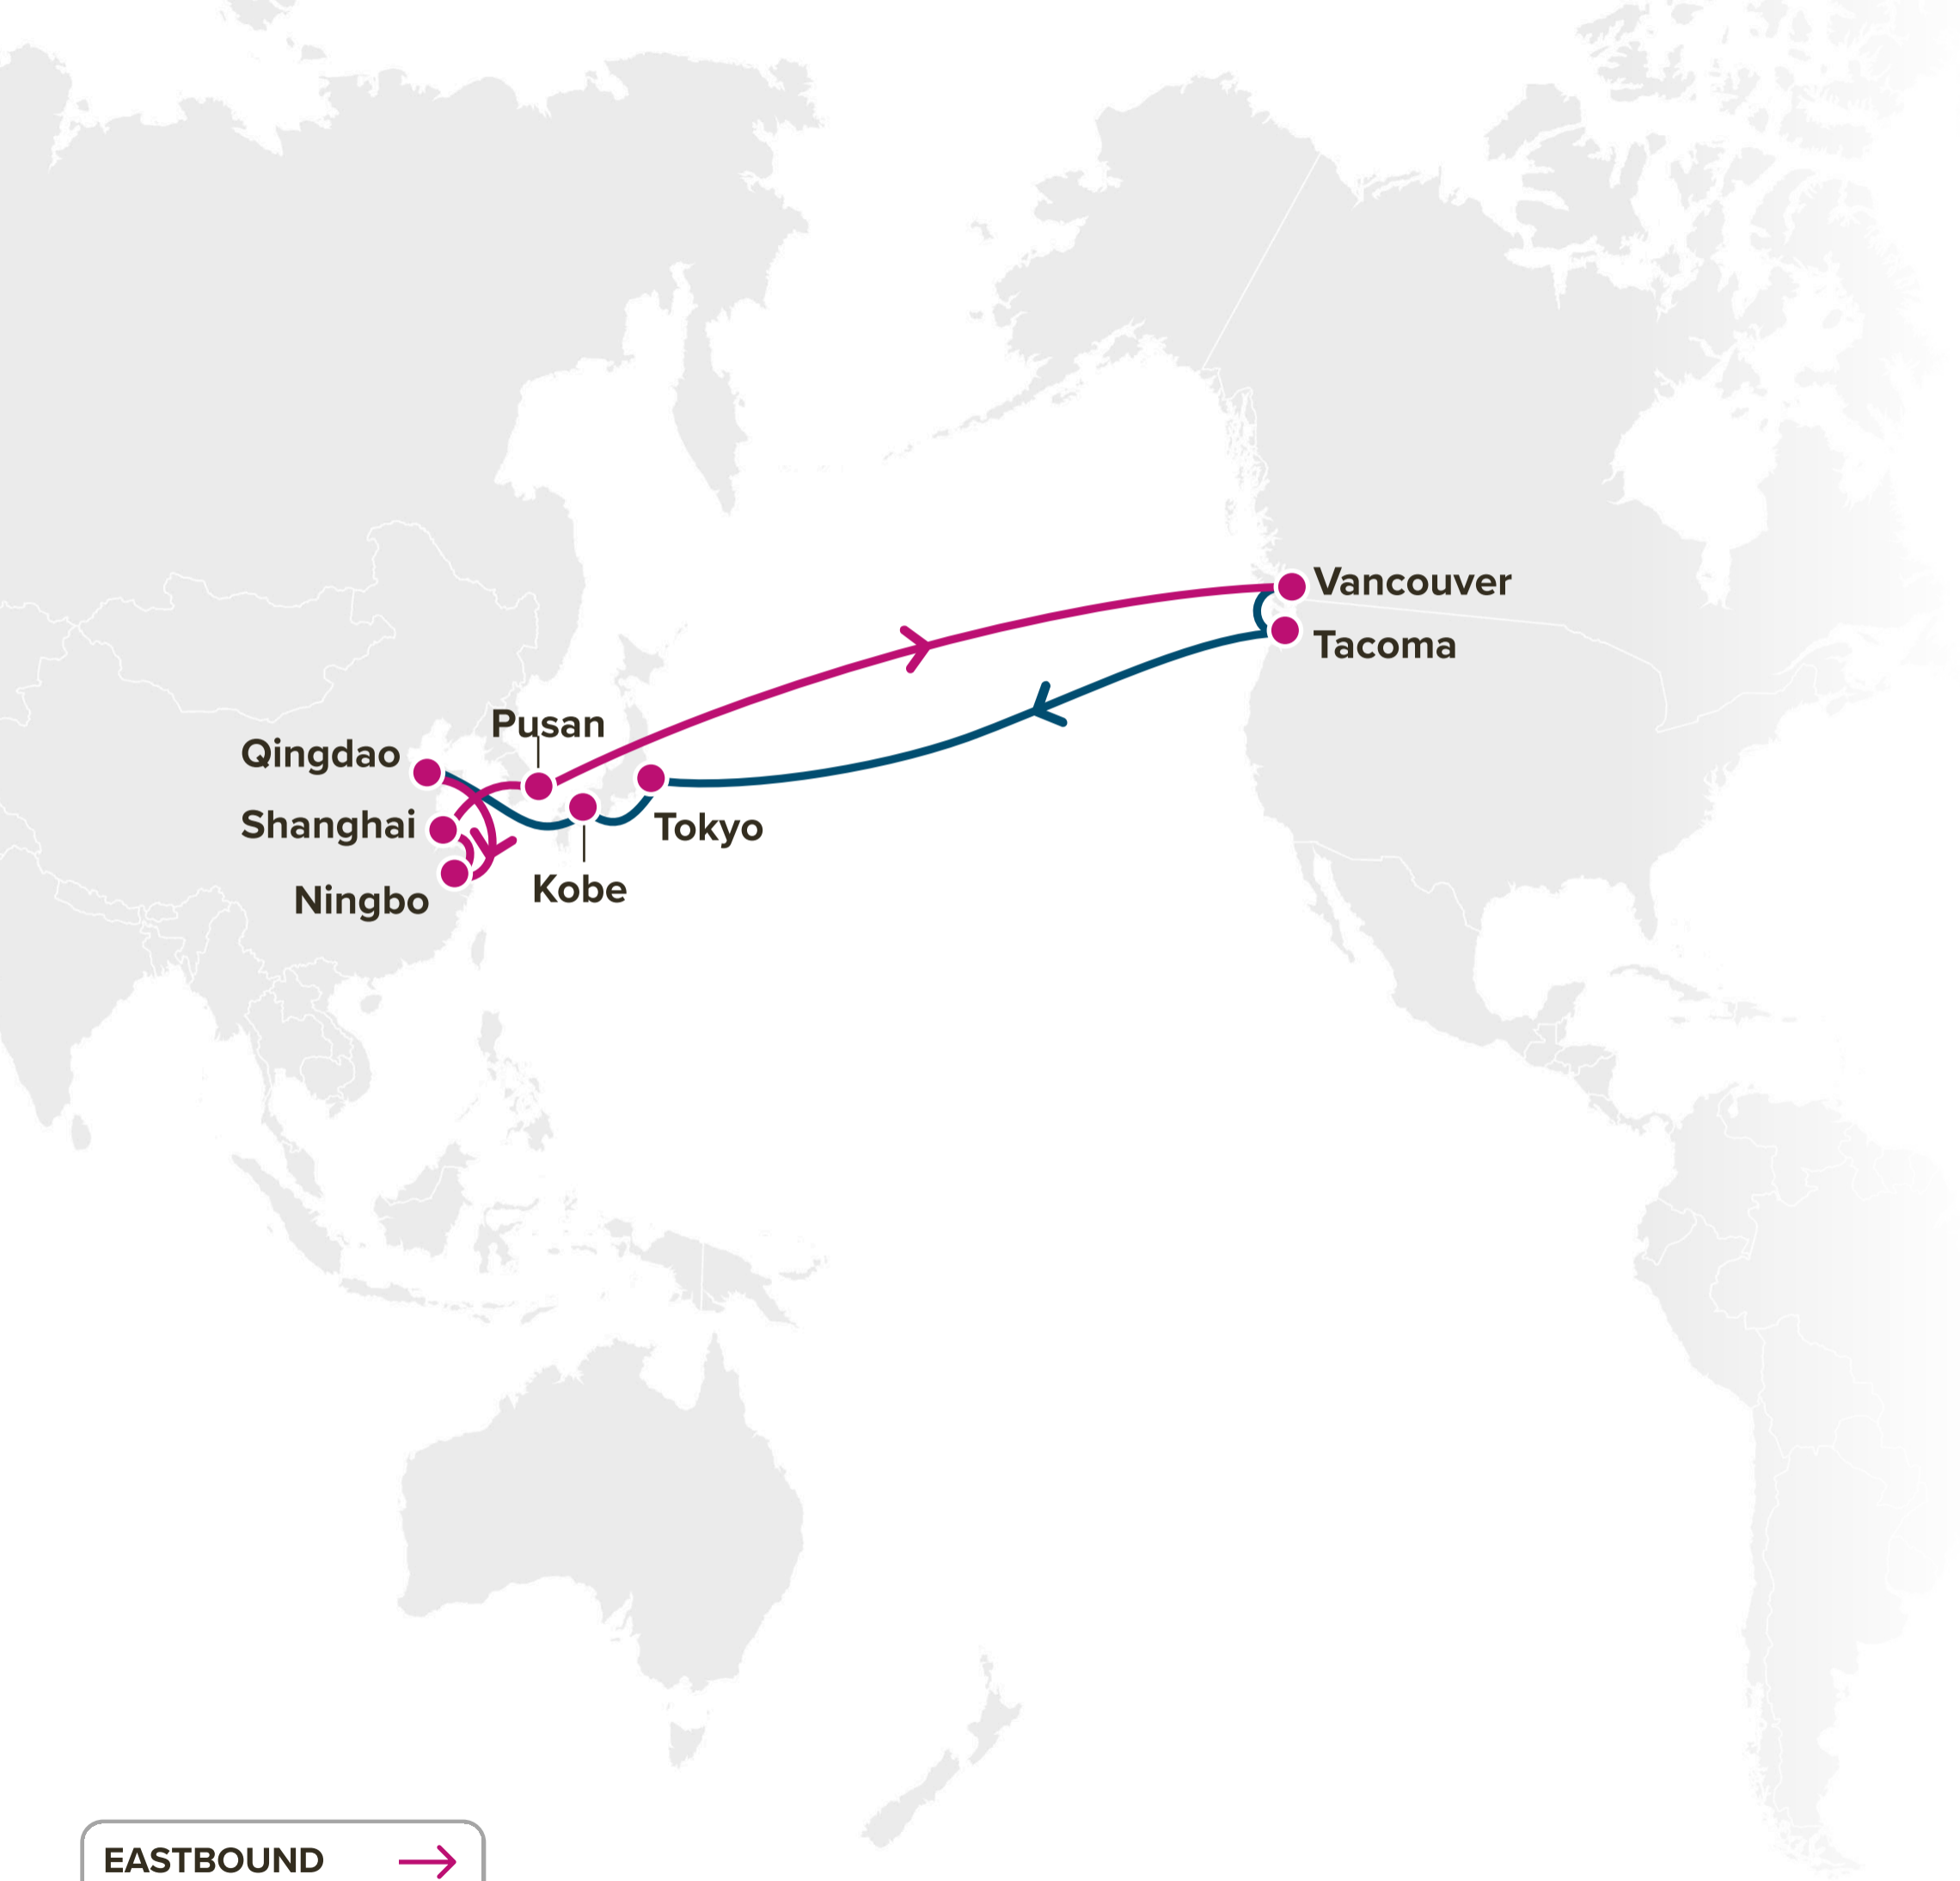 Vancouver
Tacoma
Pusan
Qingdao
Shanghai
Tokyo
Ningbo
Kobe
EASTBOUND